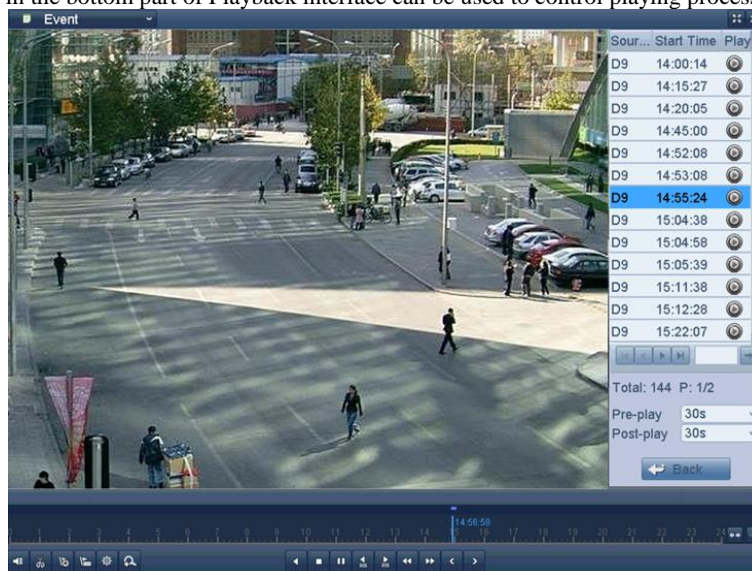 in the bottom part of Playback interface can be used to control playing process.
Event
Sour... Start Time Play
D9 14:00:14
D9 14:15:27
D9 14:20:05
D9 14:45:00
D9 14:52:08
D9 14:53:08
D9 14:55:24
D9 15:04:38
D9 15:04:58
D9 15:05:39
D9 15:11:38
D9 15:12:28
D9 15:22:07
Total: 144 P: 1/2
Pre-play 30s
Post-play 30s
Back
14:56:58
0 1 2 3 4 5 6 7 8 9 10 11 12 13 14 15 16 17 18 19 20 21 22 23 24